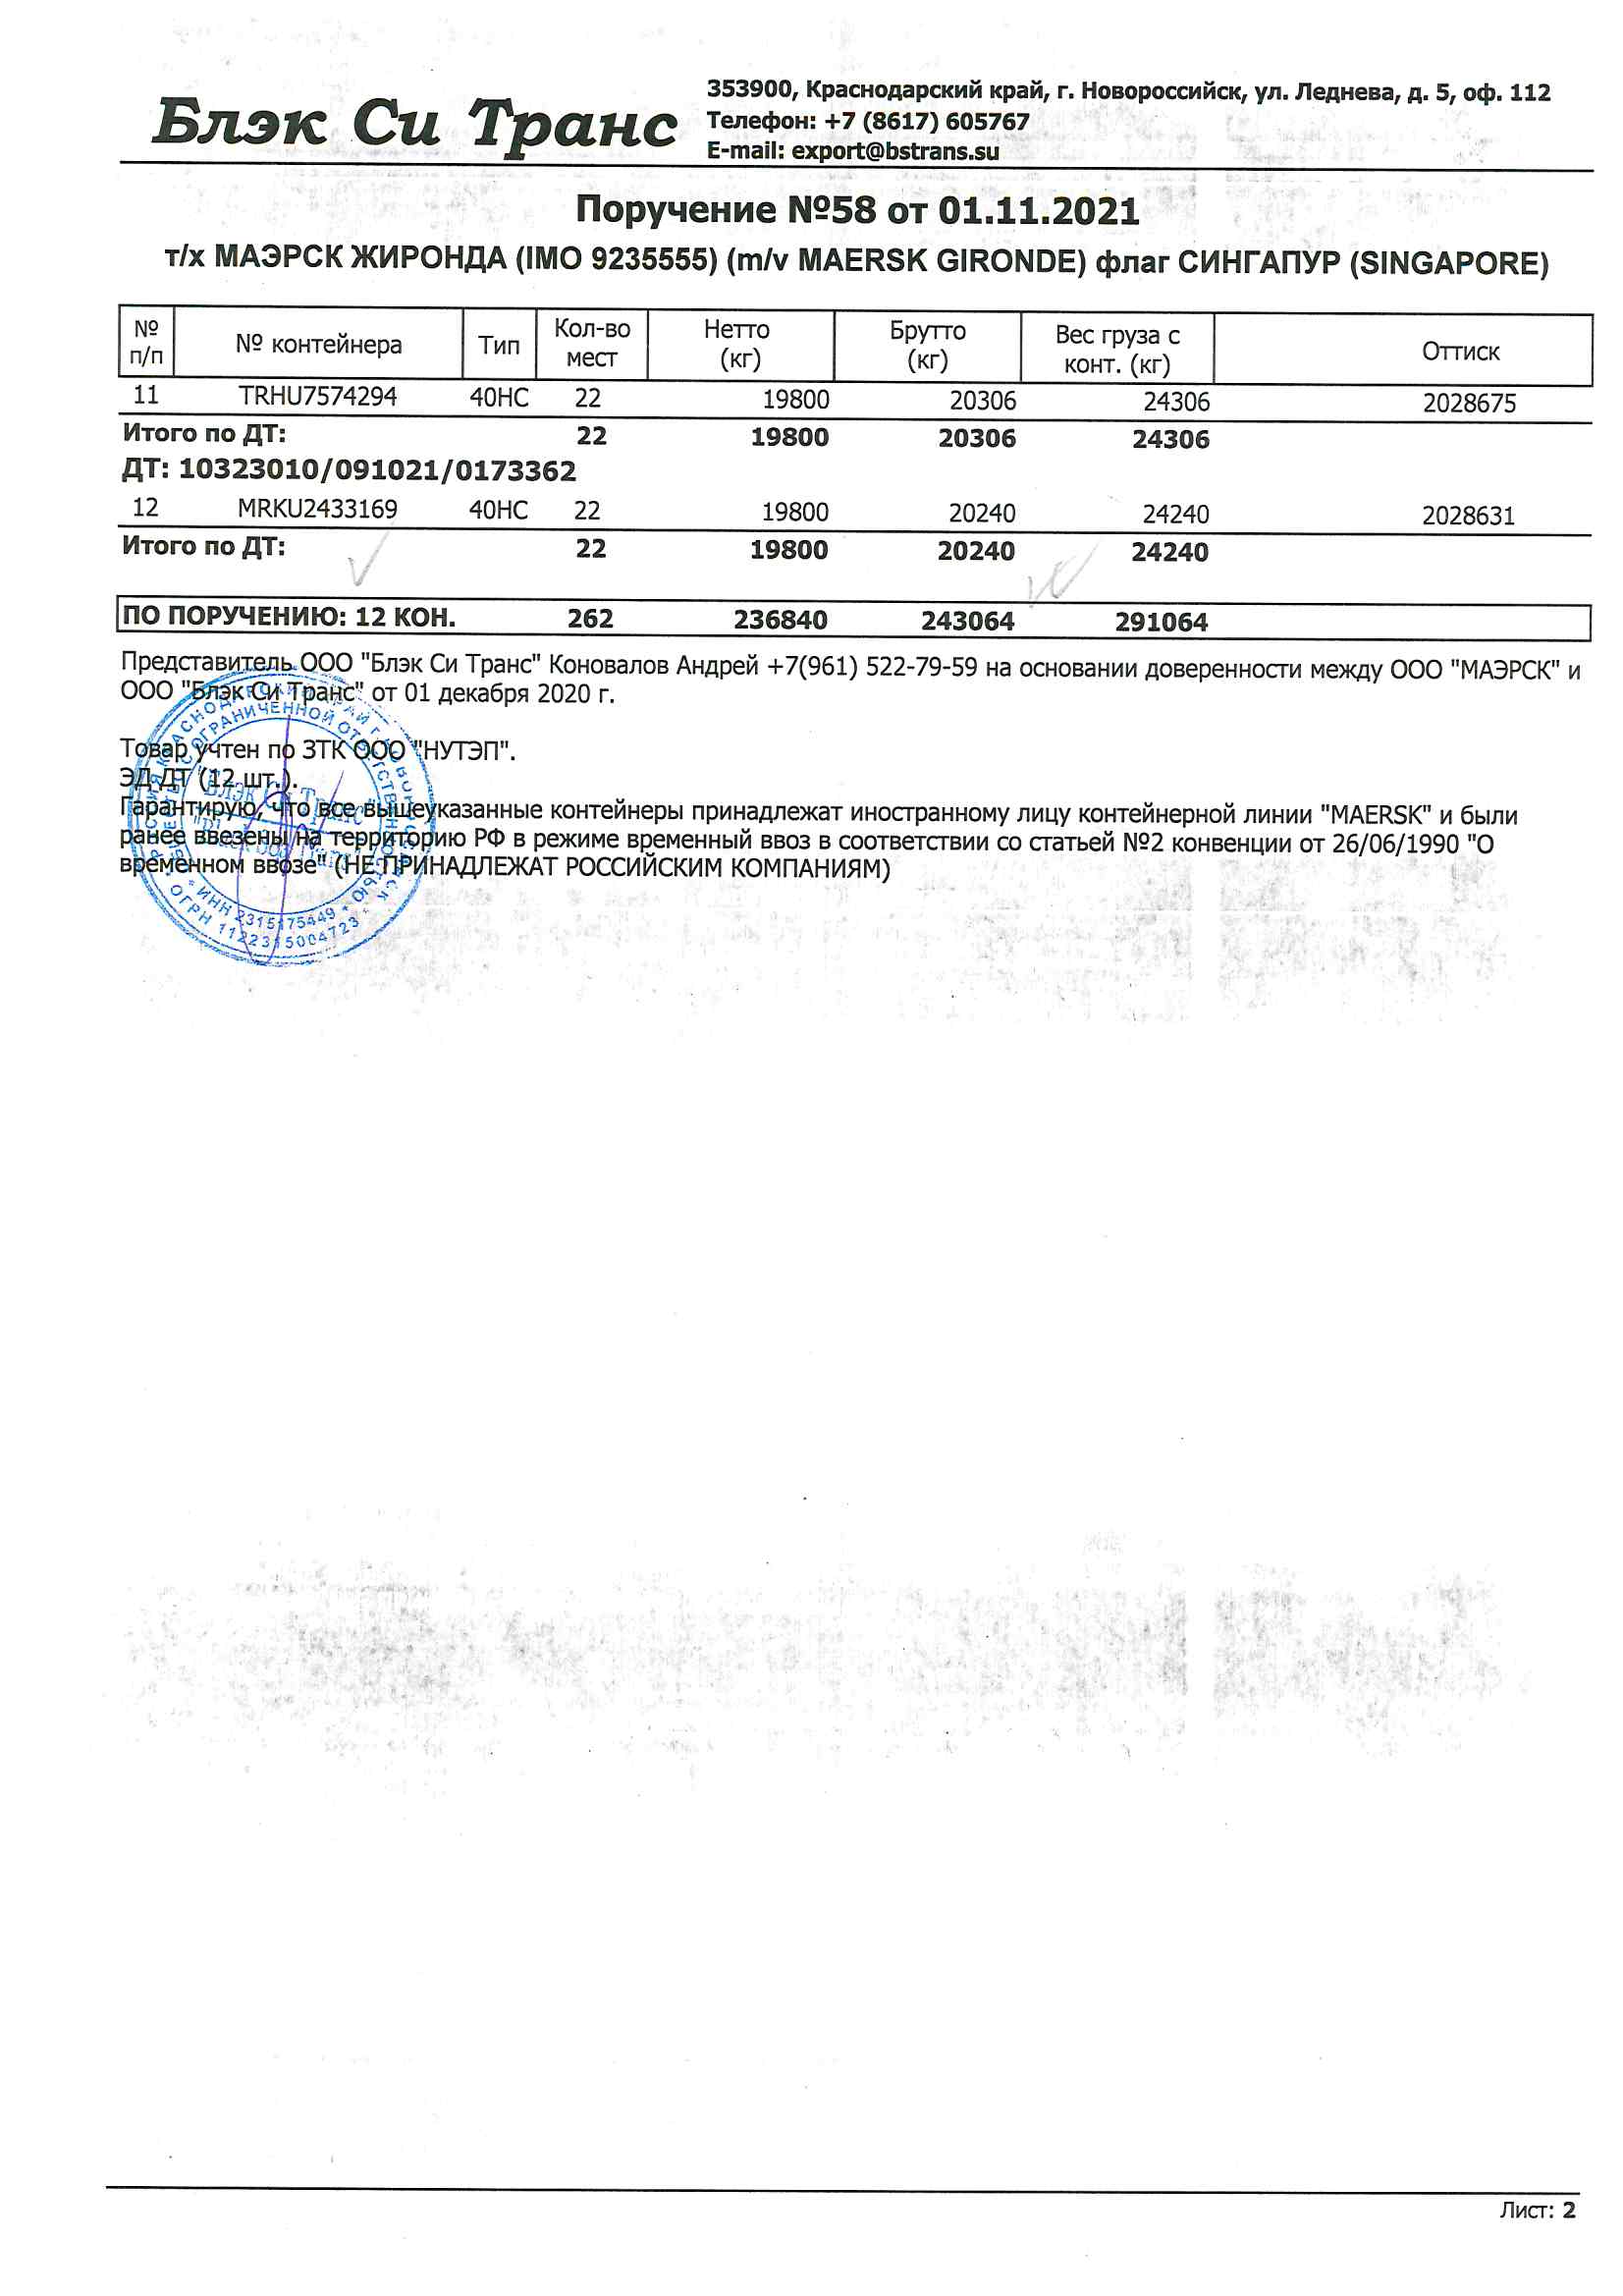 Блэк Си Транс
353900, Краснодарский край, г. Новороссийск, ул. Леднева, д. 5, оф. 112
Телефон: +7 (8617) 605767
E-mail: export@bstrans.su
Поручение №58 от 01.11.2021
т/х МАЭРСК ЖИРОНДА (IMO 9235555) (m/v MAERSK GIRONDE) флаг СИНГАПУР (SINGAPORE)
№ п/п № контейнера Тип Кол-во мест Нетто (кг) Брутто (кг) Вес груза с конт. (кг) Оттиск
11 TRHU7574294 40HC 22 19800 20306 24306 2028675
Итого по ДТ: 22 19800 20306 24306
ДТ: 10323010/091021/0173362
12 MRKU2433169 40HC 22 19800 20240 24240 2028631
Итого по ДТ: 22 19800 20240 24240
ПО ПОРУЧЕНИЮ: 12 КОН. 262 236840 243064 291064
Представитель ООО "Блэк Си Транс" Коновалов Андрей +7(961) 522-79-59 на основании доверенности между ООО "МАЭРСК" и
ООО "Блэк Си Транс" от 01 декабря 2020 г.
Товар учтен по ЗТК ООО "НУТЭП".
ЭД ДТ (12 шт.).
Гарантирую, что все вышеуказанные контейнеры принадлежат иностранному лицу контейнерной линии "MAERSK" и были
ранее ввезены на территорию РФ в режиме временный ввоз в соответствии со статьей №2 конвенции от 26/06/1990 "О
временном ввозе" (НЕ ПРИНАДЛЕЖАТ РОССИЙСКИМ КОМПАНИЯМ)
"Блэк Си Транс"
ИНН 2315175449
ОГРН 1122315004723
Лист: 2